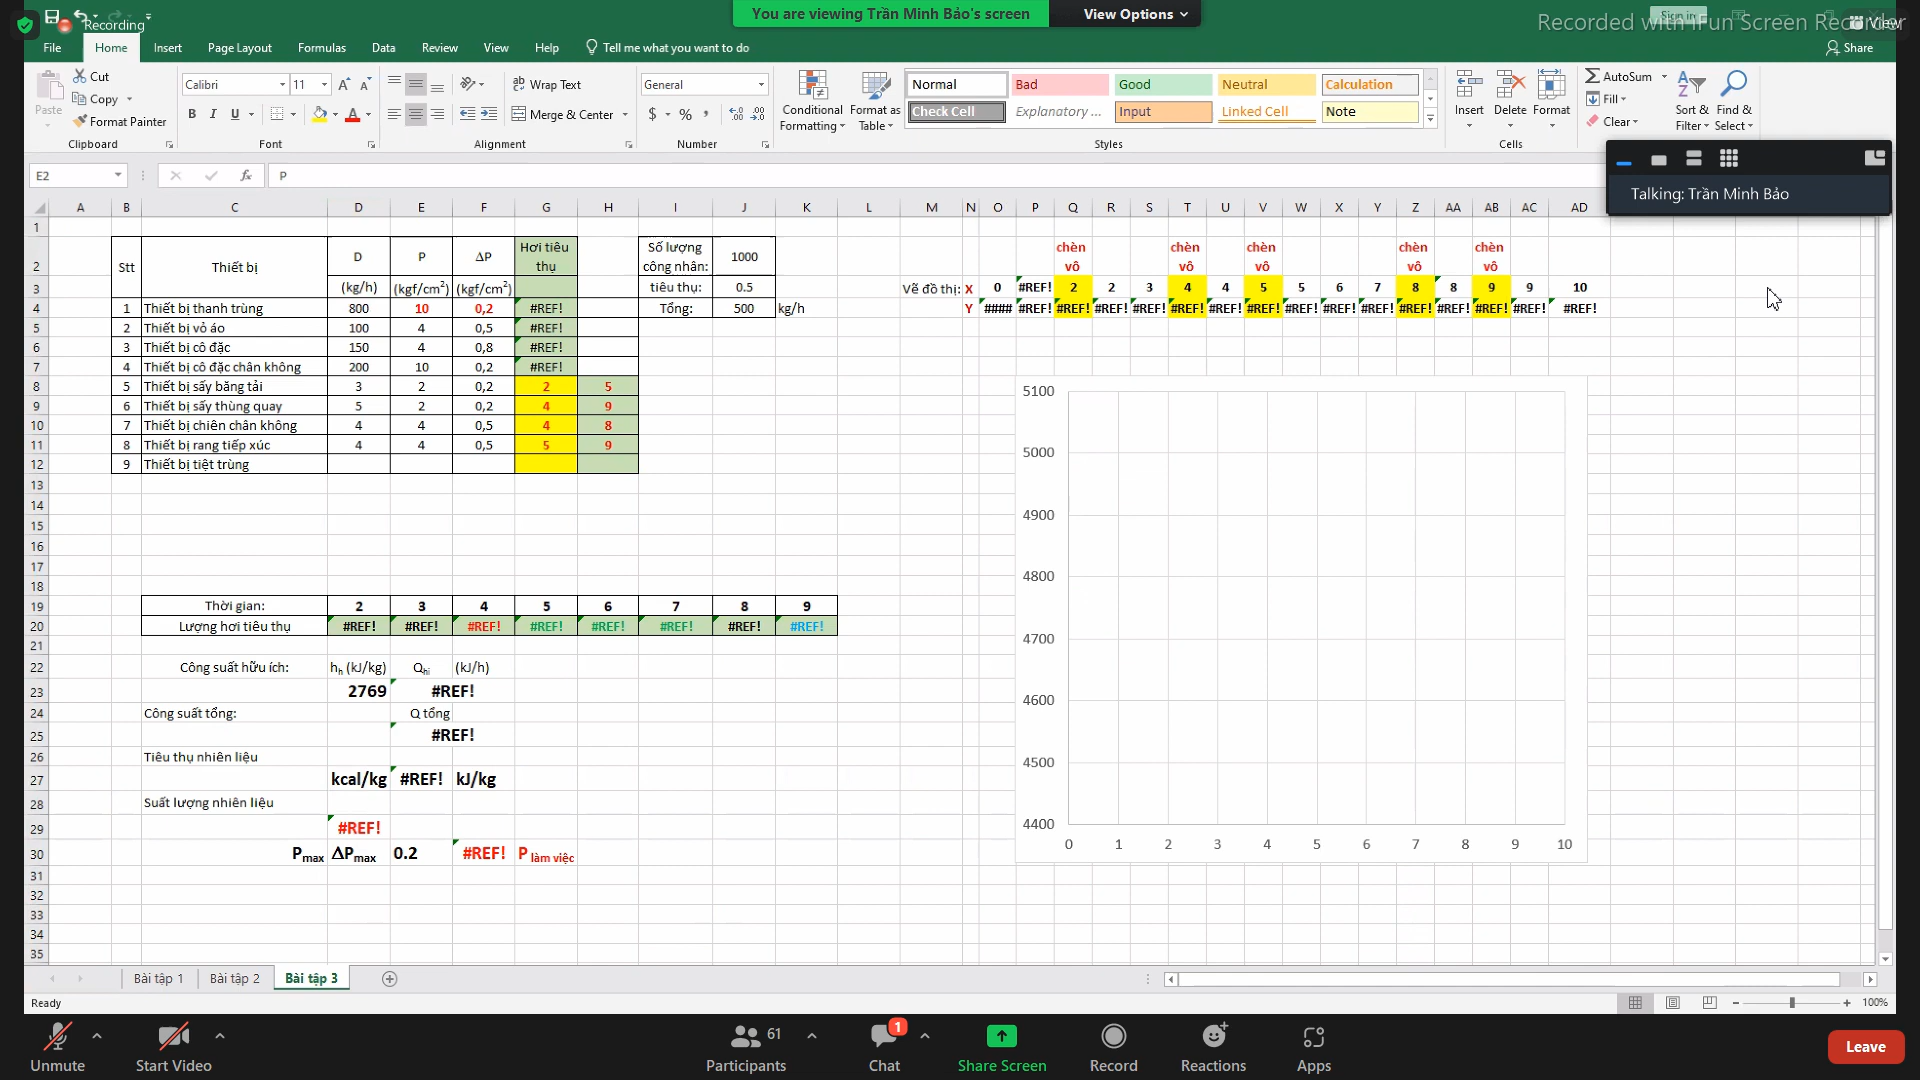 Recording
You are viewing Trần Minh Bảo's screen
View Options
Sign in
Recorded with iFun Screen Recorder
View
File Home Insert Page Layout Formulas Data Review View Help Tell me what you want to do
Share
Paste
Cut
Copy
Format Painter
Clipboard
Calibri 11
B I U
Font
Wrap Text
Merge & Center
Alignment
General
$ % ,
Number
Conditional Formatting
Format as Table
Normal Bad Good Neutral Calculation
Check Cell Explanatory ... Input Linked Cell Note
Styles
Insert Delete Format
Cells
AutoSum
Fill
Clear
Sort & Filter
Find & Select
Talking: Trần Minh Bảo
E2 fx P
A B C D E F G H I J K L M N O P Q R S T U V W X Y Z AA AB AC AD
1
2 Stt Thiết bị D P ΔP Hơi tiêu thụ Số lượng công nhân: 1000 chèn vô chèn vô chèn vô chèn vô chèn vô
3 (kg/h) (kgf/cm²) (kgf/cm²) tiêu thụ: 0.5 Vẽ đồ thị: X 0 #REF! 2 2 3 4 4 5 5 6 7 8 8 9 9 10
4 1 Thiết bị thanh trùng 800 10 0,2 #REF! Tổng: 500 kg/h Y #### #REF! #REF! #REF! #REF! #REF! #REF! #REF! #REF! #REF! #REF! #REF! #REF! #REF! #REF! #REF!
5 2 Thiết bị vỏ áo 100 4 0,5 #REF!
6 3 Thiết bị cô đặc 150 4 0,8 #REF!
7 4 Thiết bị cô đặc chân không 200 10 0,2 #REF!
8 5 Thiết bị sấy băng tải 3 2 0,2 2 5
9 6 Thiết bị sấy thùng quay 5 2 0,2 4 9
10 7 Thiết bị chiên chân không 4 4 0,5 4 8
11 8 Thiết bị rang tiếp xúc 4 4 0,5 5 9
12 9 Thiết bị tiệt trùng
13
14
15
16
17
18
19 Thời gian: 2 3 4 5 6 7 8 9
20 Lượng hơi tiêu thụ #REF! #REF! #REF! #REF! #REF! #REF! #REF! #REF!
21
22 Công suất hữu ích: hh (kJ/kg) Qhi (kJ/h)
23 2769 #REF!
24 Công suất tổng: Q tổng
25 #REF!
26 Tiêu thụ nhiên liệu
27 kcal/kg #REF! kJ/kg
28 Suất lượng nhiên liệu
29 #REF!
30 Pmax ΔPmax 0.2 #REF! P làm việc
31
32
33
34
35
5100
5000
4900
4800
4700
4600
4500
4400
0 1 2 3 4 5 6 7 8 9 10
Bài tập 1 Bài tập 2 Bài tập 3
Ready
100%
61
1
Unmute Start Video Participants Chat Share Screen Record Reactions Apps Leave